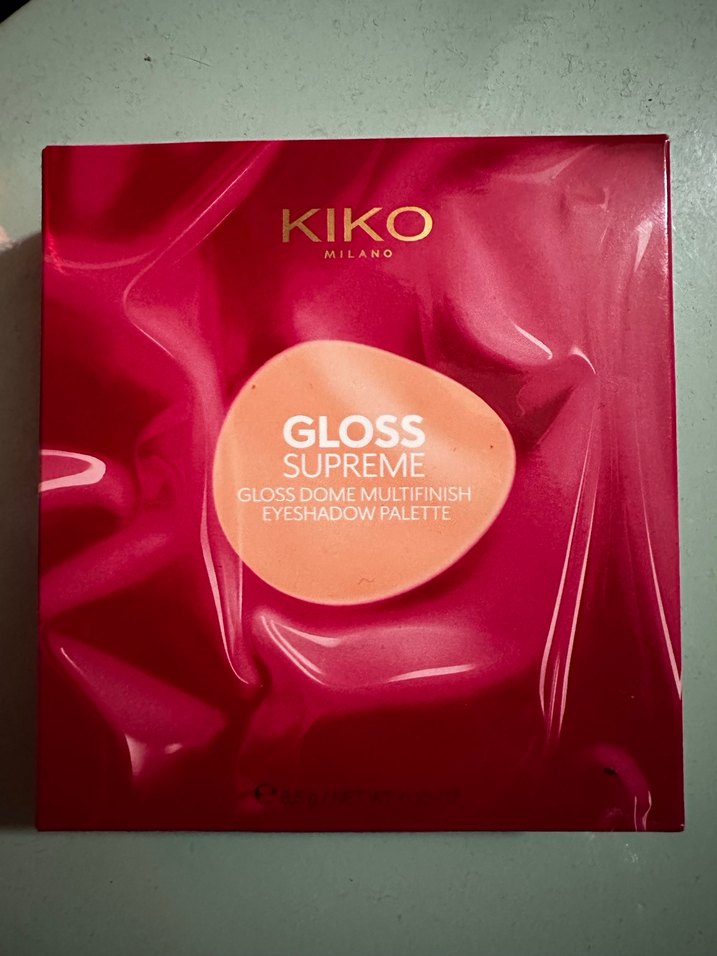 KIKO
MILANO
GLOSS
SUPREME
GLOSS DOME MULTIFINISH
EYESHADOW PALETTE